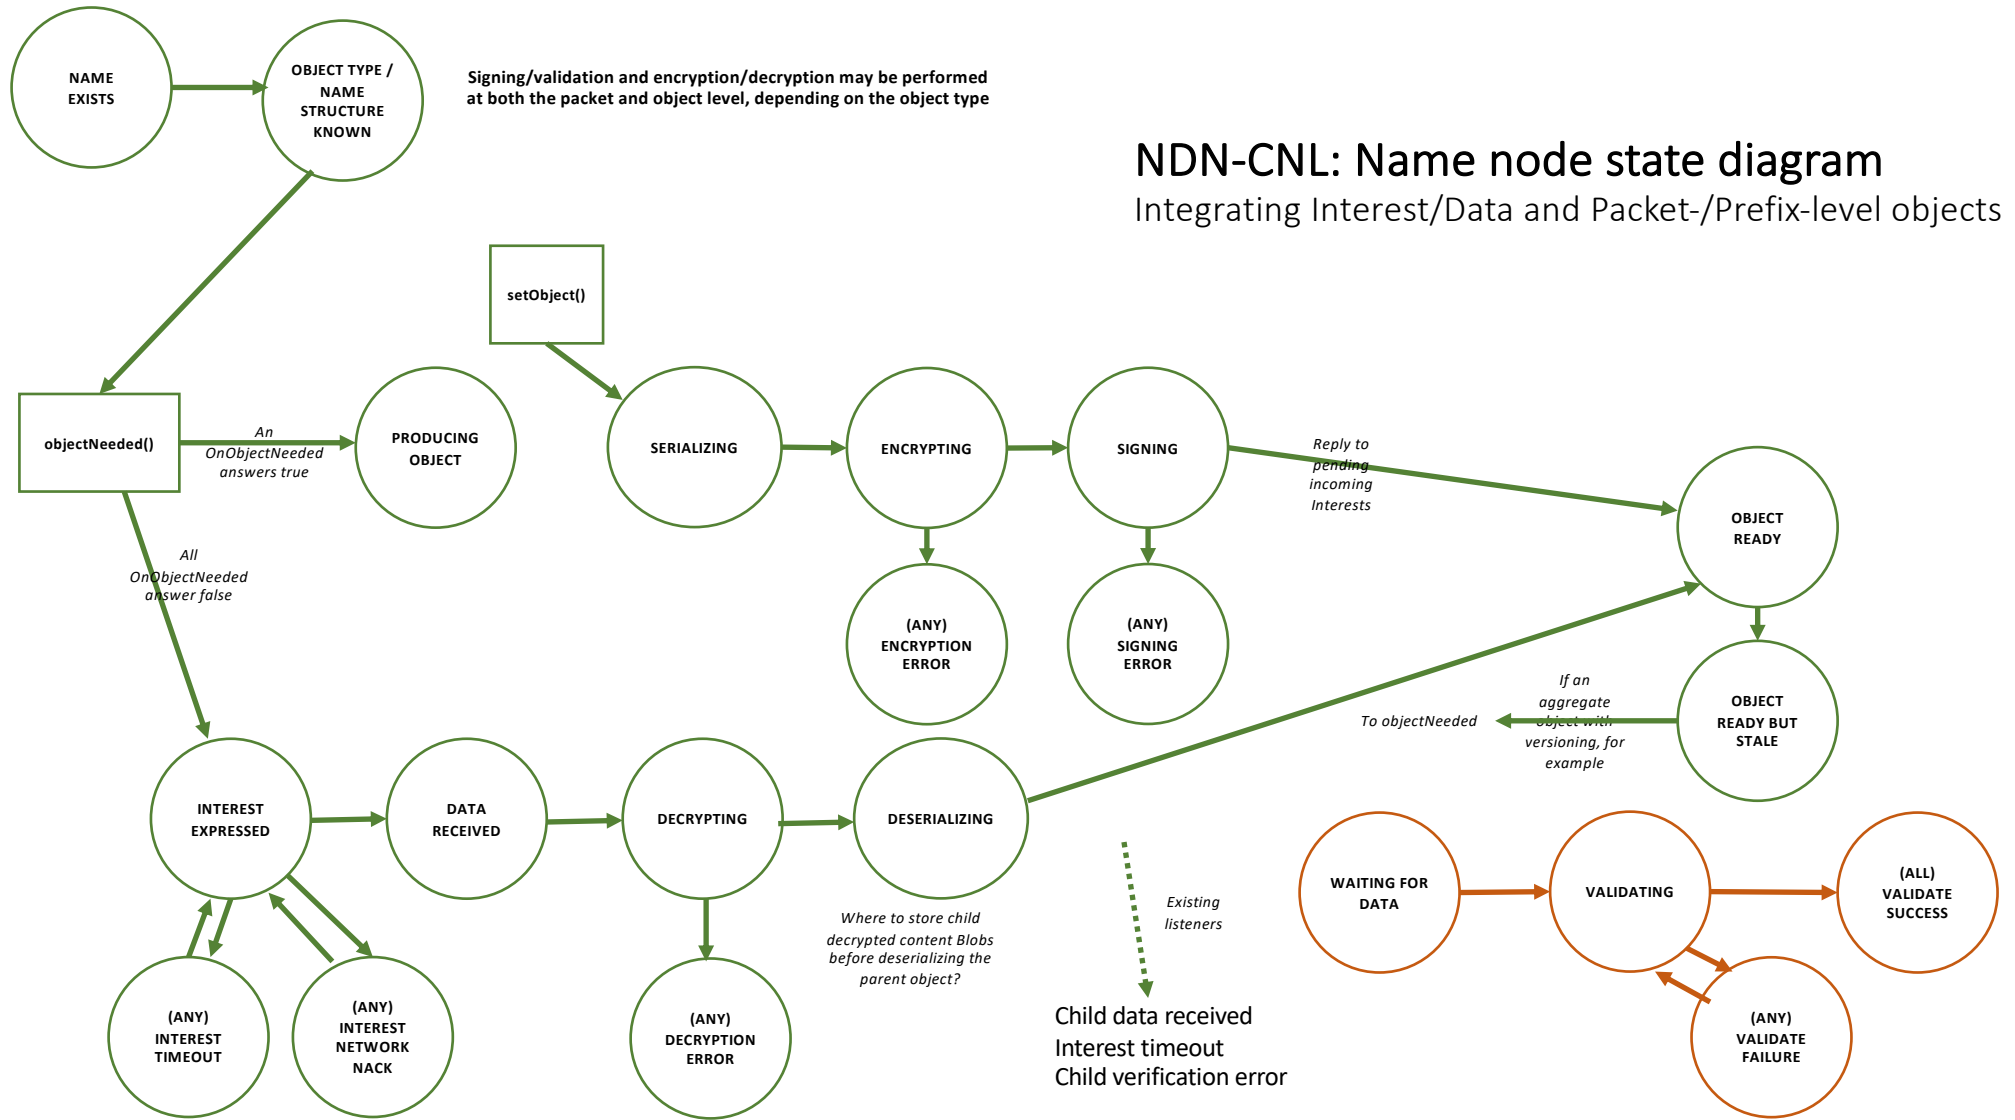 NAME
EXISTS
OBJECT TYPE /
NAME
STRUCTURE
KNOWN
Signing/validation and encryption/decryption may be performed
at both the packet and object level, depending on the object type
NDN-CNL: Name node state diagram
Integrating Interest/Data and Packet-/Prefix-level objects
setObject()
objectNeeded()
An
OnObjectNeeded
answers true
PRODUCING
OBJECT
SERIALIZING
ENCRYPTING
SIGNING
Reply to
pending
incoming
Interests
OBJECT
READY
All
OnObjectNeeded
answer false
(ANY)
ENCRYPTION
ERROR
(ANY)
SIGNING
ERROR
To objectNeeded
If an
aggregate
object with
versioning, for
example
OBJECT
READY BUT
STALE
INTEREST
EXPRESSED
DATA
RECEIVED
DECRYPTING
DESERIALIZING
WAITING FOR
DATA
VALIDATING
(ALL)
VALIDATE
SUCCESS
Where to store child
decrypted content Blobs
before deserializing the
parent object?
Existing
listeners
(ANY)
INTEREST
TIMEOUT
(ANY)
INTEREST
NETWORK
NACK
(ANY)
DECRYPTION
ERROR
Child data received
Interest timeout
Child verification error
(ANY)
VALIDATE
FAILURE